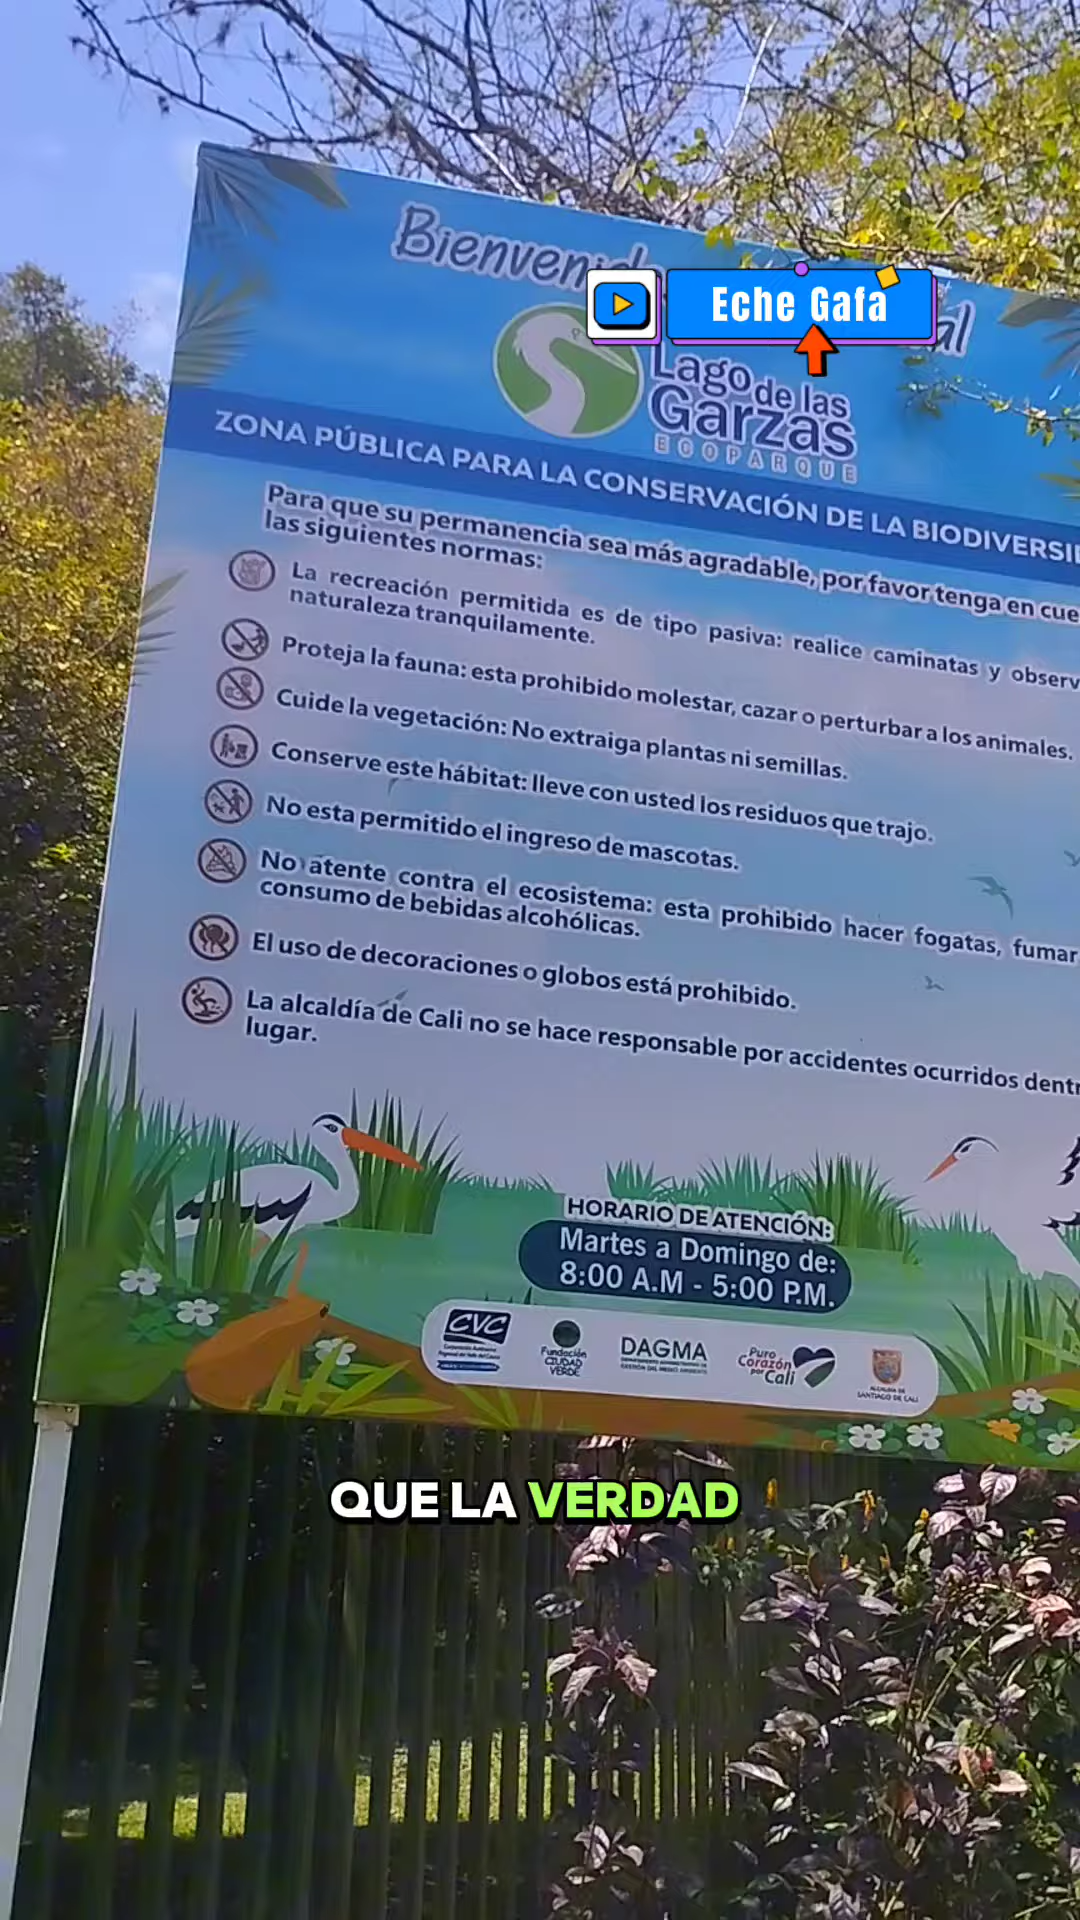 Bienvenid
al
Eche Gafa
Lago de las
Garzas
ECOPARQUE
ZONA PÚBLICA PARA LA CONSERVACIÓN DE LA BIODIVERSI
Para que su permanencia sea más agradable, por favor tenga en cue
las siguientes normas:
La recreación permitida es de tipo pasiva: realice caminatas y observ
naturaleza tranquilamente.
Proteja la fauna: esta prohibido molestar, cazar o perturbar a los animales.
Cuide la vegetación: No extraiga plantas ni semillas.
Conserve este hábitat: lleve con usted los residuos que trajo.
No esta permitido el ingreso de mascotas.
No atente contra el ecosistema: esta prohibido hacer fogatas, fumar
consumo de bebidas alcohólicas.
El uso de decoraciones o globos está prohibido.
La alcaldía de Cali no se hace responsable por accidentes ocurridos dentr
lugar.
HORARIO DE ATENCIÓN:
Martes a Domingo de:
8:00 A.M - 5:00 P.M.
CVC
Fundación
CIUDAD
VERDE
DAGMA
Puro
Corazón
por Cali
ALCALDÍA DE
SANTIAGO DE CALI
QUE LA VERDAD